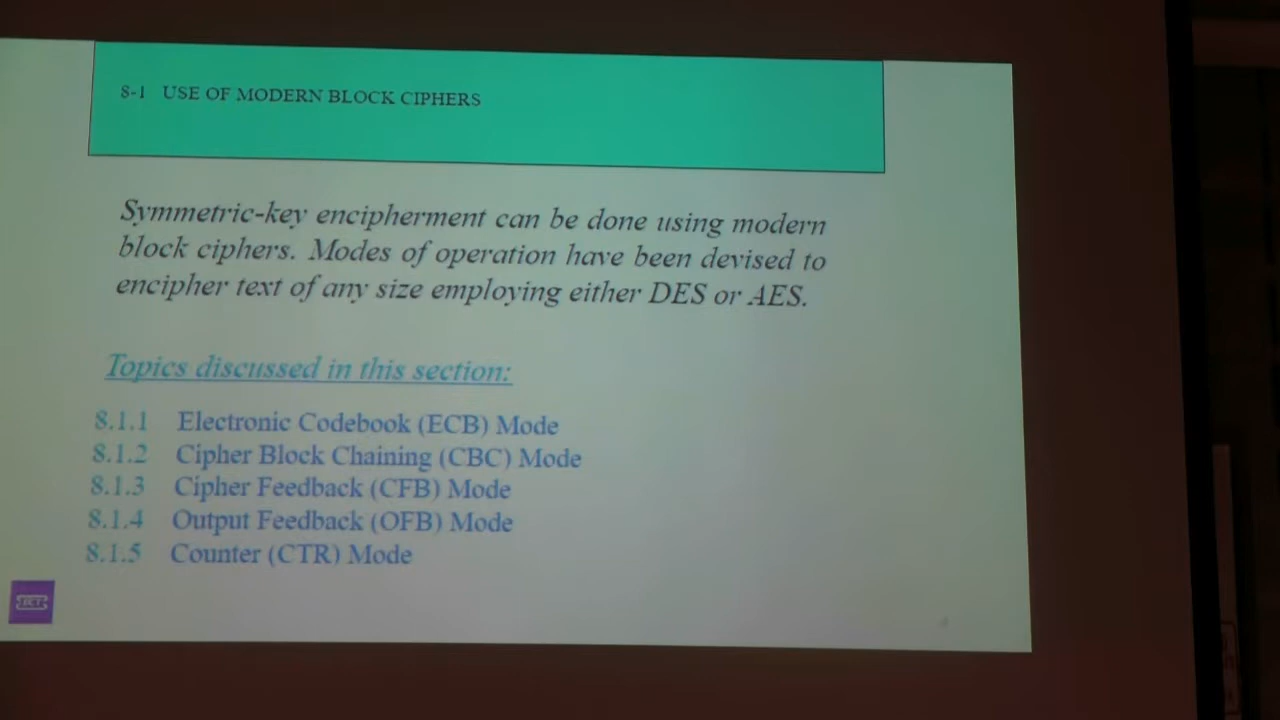 8-1 USE OF MODERN BLOCK CIPHERS
Symmetric-key encipherment can be done using modern
block ciphers. Modes of operation have been devised to
encipher text of any size employing either DES or AES.
Topics discussed in this section:
8.1.1 Electronic Codebook (ECB) Mode
8.1.2 Cipher Block Chaining (CBC) Mode
8.1.3 Cipher Feedback (CFB) Mode
8.1.4 Output Feedback (OFB) Mode
8.1.5 Counter (CTR) Mode